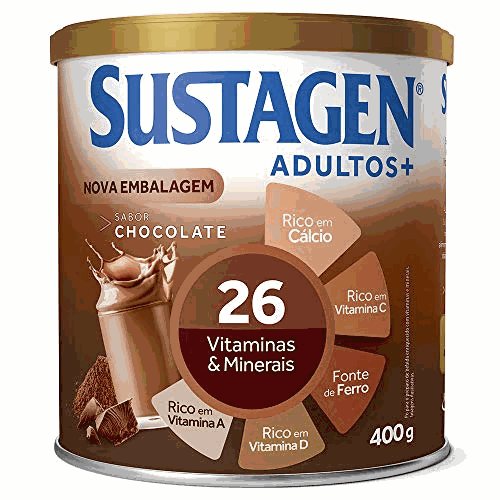 SUSTAGEN®
ADULTOS+
NOVA EMBALAGEM
SABOR
CHOCOLATE
Rico em
Cálcio
Rico em
Vitamina C
Fonte
de Ferro
Rico em
Vitamina D
Rico em
Vitamina A
26
Vitaminas
& Minerais
400g